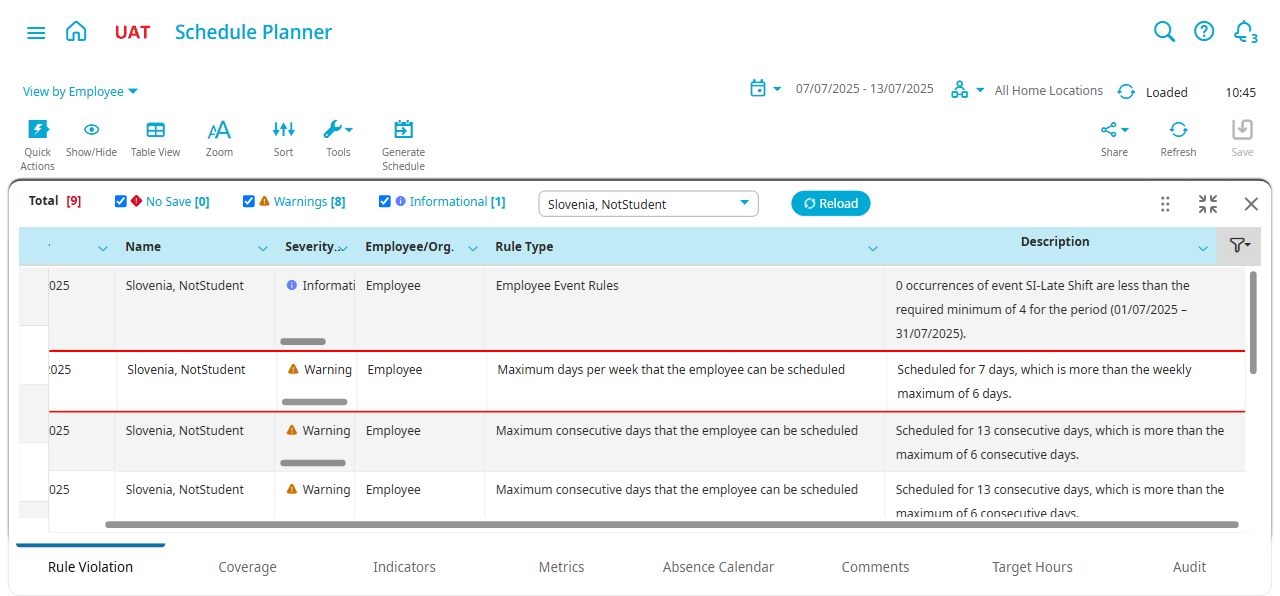 UAT Schedule Planner
3
View by Employee
07/07/2025 - 13/07/2025 All Home Locations Loaded 10:45
Quick Actions Show/Hide Table View Zoom Sort Tools Generate Schedule Share Refresh Save
Total [9] No Save [0] Warnings [8] Informational [1] Slovenia, NotStudent Reload
Name Severity... Employee/Org. Rule Type Description
025 Slovenia, NotStudent Informati Employee Employee Event Rules 0 occurrences of event SI-Late Shift are less than the
required minimum of 4 for the period (01/07/2025 –
31/07/2025).
2025 Slovenia, NotStudent Warning Employee Maximum days per week that the employee can be scheduled Scheduled for 7 days, which is more than the weekly
maximum of 6 days.
025 Slovenia, NotStudent Warning Employee Maximum consecutive days that the employee can be scheduled Scheduled for 13 consecutive days, which is more than the
maximum of 6 consecutive days.
025 Slovenia, NotStudent Warning Employee Maximum consecutive days that the employee can be scheduled Scheduled for 13 consecutive days, which is more than the
maximum of 6 consecutive days.
Rule Violation Coverage Indicators Metrics Absence Calendar Comments Target Hours Audit